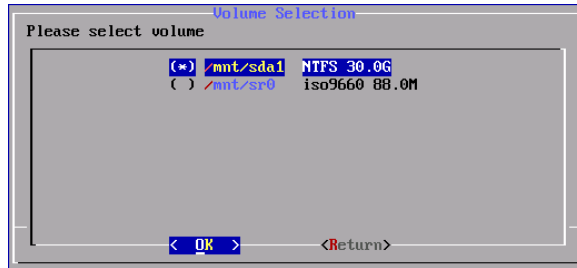 Volume Selection
Please select volume
(*) /mnt/sda1 NTFS 30.0G
( ) /mnt/sr0 iso9660 88.0M
< OK > <Return>